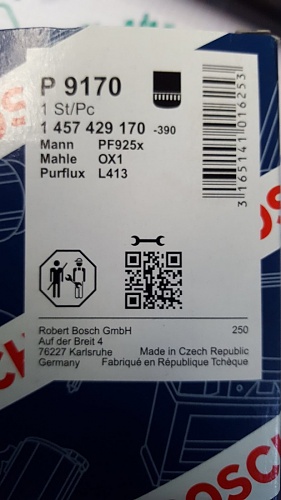 P 9170
1 St/Pc
1 457 429 170 -390
Mann PF925x
Mahle OX1
Purflux L413
3165141016253
Robert Bosch GmbH
Auf der Breit 4
76227 Karlsruhe
Germany
250
Made in Czech Republic
Fabriqué en République Tchèque
BOSCH